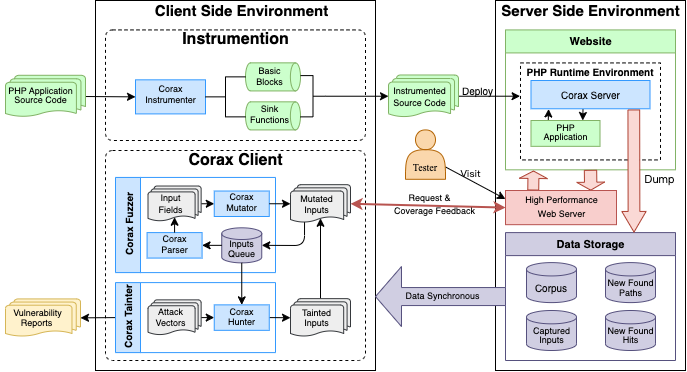 Client Side Environment
Server Side Environment
Instrumention
Website
PHP Application
Source Code
Corax
Instrumenter
Basic
Blocks
Sink
Functions
Instrumented
Source Code
Deploy
PHP Runtime Environment
Corax Server
PHP
Application
Tester
Visit
Dump
Corax Client
Corax Fuzzer
Input
Fields
Corax
Mutator
Mutated
Inputs
Corax
Parser
Inputs
Queue
Request &
Coverage Feedback
High Performance
Web Server
Data Storage
Corpus
New Found
Paths
Captured
Inputs
New Found
Hits
Data Synchronous
Corax Tainter
Attack
Vectors
Corax
Hunter
Tainted
Inputs
Vulnerability
Reports